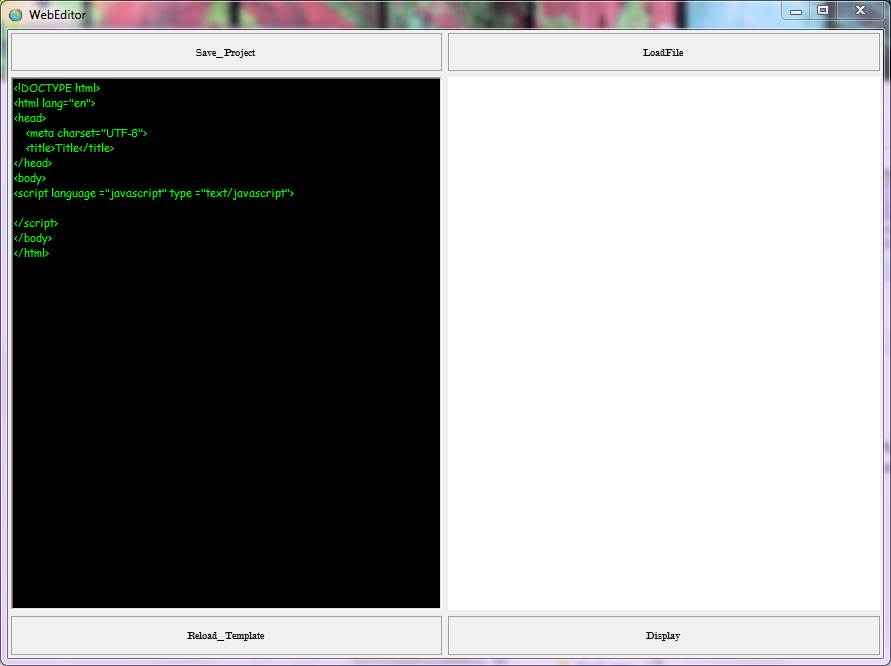 WebEditor
Save_Project
LoadFile
<!DOCTYPE html>
<html lang="en">
<head>
    <meta charset="UTF-8">
    <title>Title</title>
</head>
<body>
<script language ="javascript" type ="text/javascript">

</script>
</body>
</html>
Reload_Template
Display